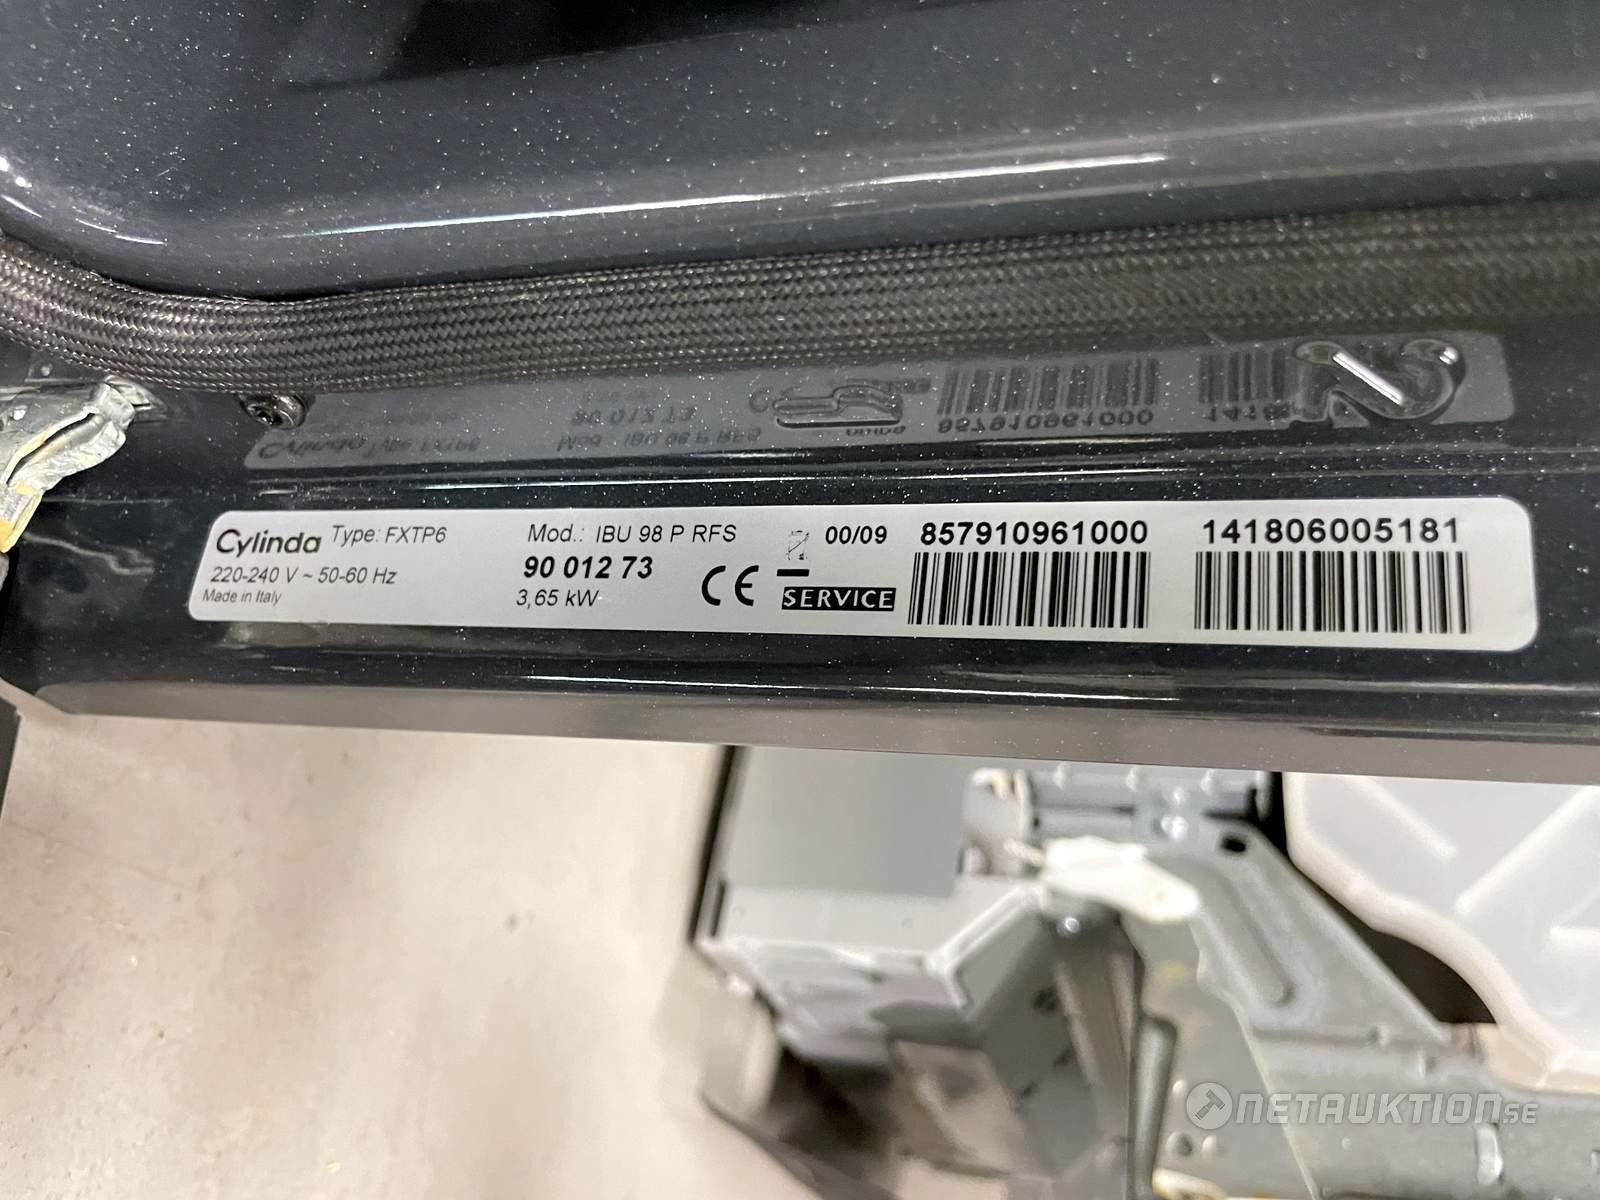 Cylinda Type: FXTP6
220-240 V ~ 50-60 Hz
Made in Italy
Mod.: IBU 98 P RFS
90 012 73
3,65 kW
00/09
CE
SERVICE
857910961000
141806005181
NETAUKTION.SE